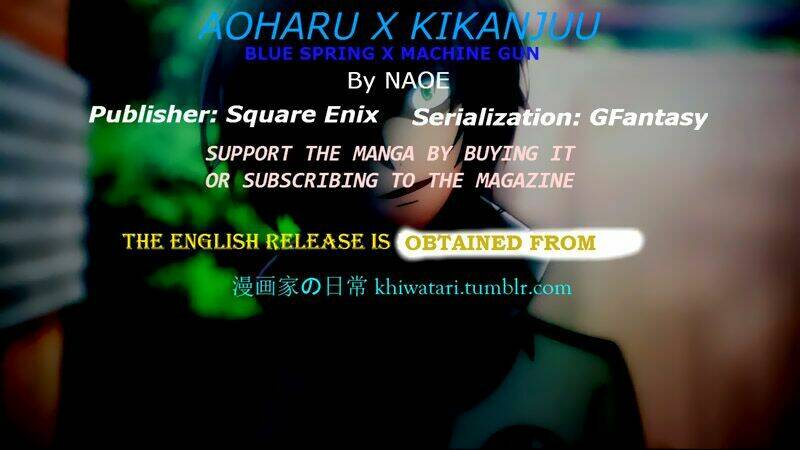 AOHARU X KIKANJUU
BLUE SPRING X MACHINE GUN
By NAOE
Publisher: Square Enix Serialization: GFantasy
SUPPORT THE MANGA BY BUYING IT
OR SUBSCRIBING TO THE MAGAZINE
THE ENGLISH RELEASE IS OBTAINED FROM
漫画家の日常 khiwatari.tumblr.com